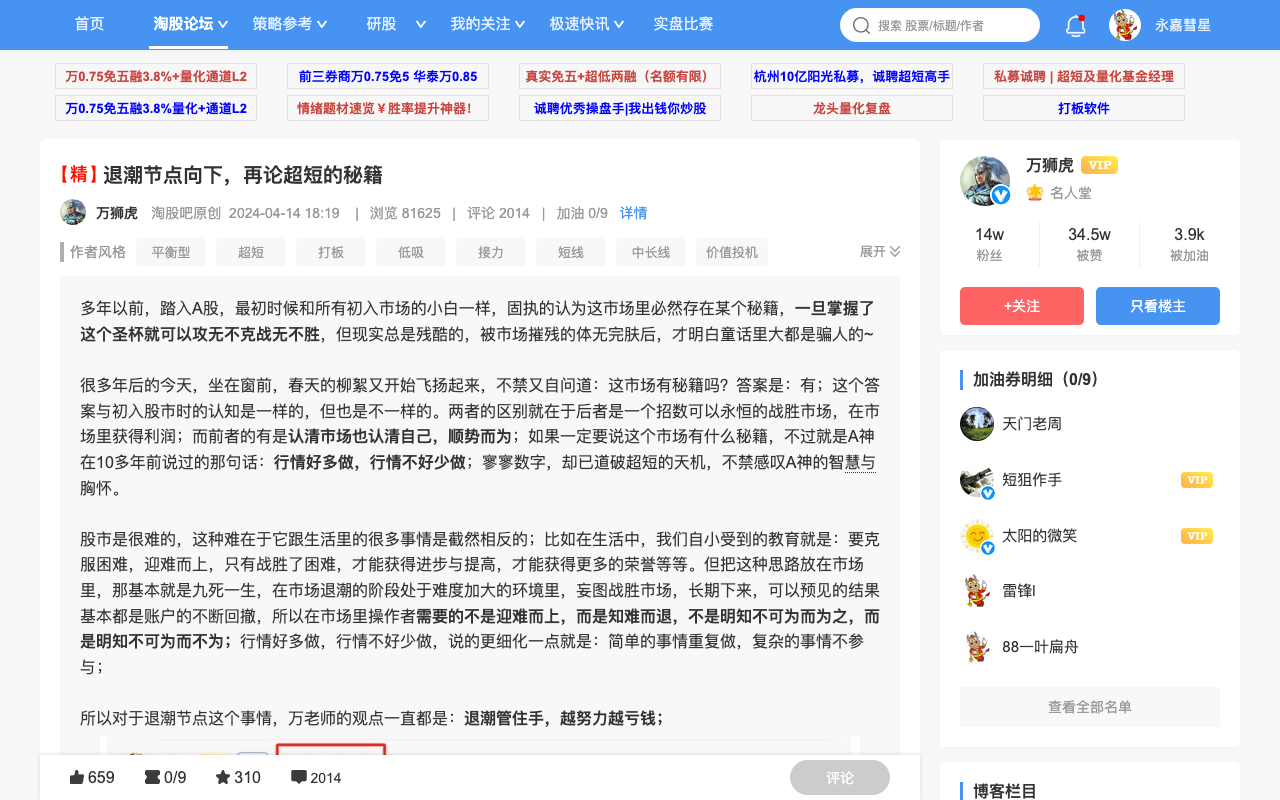 首页 淘股论坛 策略参考 研股 我的关注 极速快讯 实盘比赛 搜索 股票/标题/作者 永嘉彗星
万0.75免五融3.8%+量化通道L2 前三券商万0.75免5 华泰万0.85 真实免五+超低两融（名额有限） 杭州10亿阳光私募，诚聘超短高手 私募诚聘 | 超短及量化基金经理
万0.75免五融3.8%量化+通道L2 情绪题材速览￥胜率提升神器！ 诚聘优秀操盘手|我出钱你炒股 龙头量化复盘 打板软件
【精】退潮节点向下，再论超短的秘籍
万狮虎 淘股吧原创 2024-04-14 18:19 | 浏览 81625 | 评论 2014 | 加油 0/9 详情
作者风格 平衡型 超短 打板 低吸 接力 短线 中长线 价值投机 展开
多年以前，踏入A股，最初时候和所有初入市场的小白一样，固执的认为这市场里必然存在某个秘籍，一旦掌握了
这个圣杯就可以攻无不克战无不胜，但现实总是残酷的，被市场摧残的体无完肤后，才明白童话里大都是骗人的~
很多年后的今天，坐在窗前，春天的柳絮又开始飞扬起来，不禁又自问道：这市场有秘籍吗？答案是：有；这个答
案与初入股市时的认知是一样的，但也是不一样的。两者的区别就在于后者是一个招数可以永恒的战胜市场，在市
场里获得利润；而前者的有是认清市场也认清自己，顺势而为；如果一定要说这个市场有什么秘籍，不过就是A神
在10多年前说过的那句话：行情好多做，行情不好少做；寥寥数字，却已道破超短的天机，不禁感叹A神的智慧与
胸怀。
股市是很难的，这种难在于它跟生活里的很多事情是截然相反的；比如在生活中，我们自小受到的教育就是：要克
服困难，迎难而上，只有战胜了困难，才能获得进步与提高，才能获得更多的荣誉等等。但把这种思路放在市场
里，那基本就是九死一生，在市场退潮的阶段处于难度加大的环境里，妄图战胜市场，长期下来，可以预见的结果
基本都是账户的不断回撤，所以在市场里操作者需要的不是迎难而上，而是知难而退，不是明知不可为而为之，而
是明知不可为而不为；行情好多做，行情不好少做，说的更细化一点就是：简单的事情重复做，复杂的事情不参
与；
所以对于退潮节点这个事情，万老师的观点一直都是：退潮管住手，越努力越亏钱；
659 0/9 310 2014 评论
万狮虎 VIP
名人堂
14w 34.5w 3.9k
粉丝 被赞 被加油
+关注 只看楼主
加油券明细（0/9）
天门老周
短狙作手 VIP
太阳的微笑 VIP
雷锋l
88一叶扁舟
查看全部名单
博客栏目